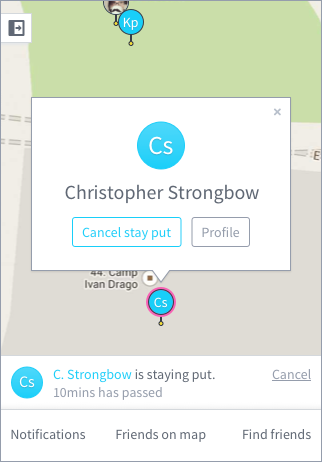 Kp
×
Cs
Christopher Strongbow
Cancel stay put
Profile
E
44. Camp
Ivan Drago
Cs
Cs
C. Strongbow is staying put.
Cancel
10mins has passed
Notifications
Friends on map
Find friends